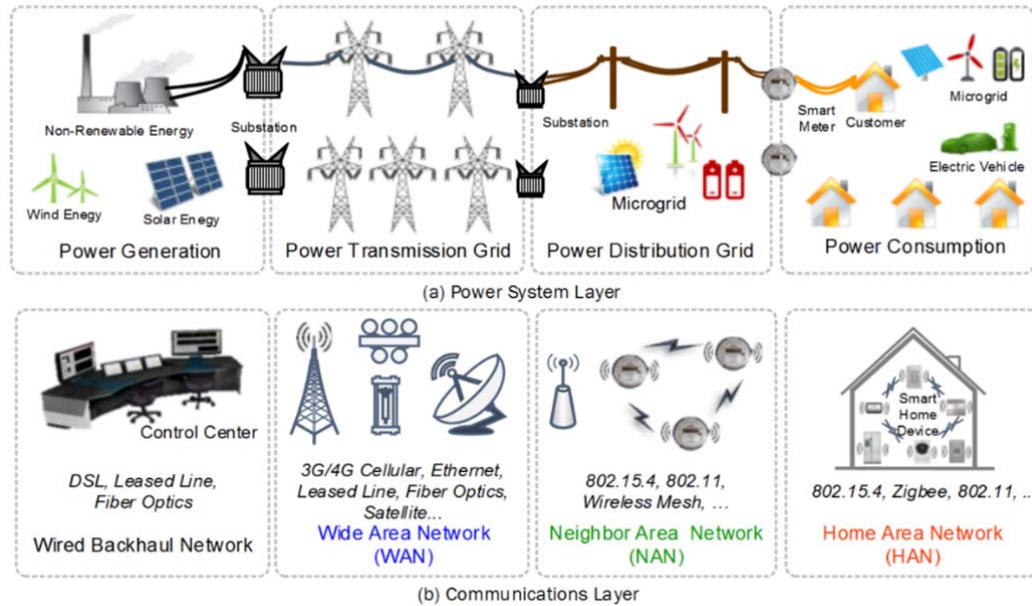 Non-Renewable Energy
Wind Enegy
Solar Enegy
Power Generation
Substation
Power Transmission Grid
Substation
Microgrid
Power Distribution Grid
Smart
Meter
Customer
Microgrid
Electric Vehicle
Power Consumption
(a) Power System Layer
Control Center
DSL, Leased Line,
Fiber Optics
Wired Backhaul Network
3G/4G Cellular, Ethernet,
Leased Line, Fiber Optics,
Satellite...
Wide Area Network
(WAN)
802.15.4, 802.11,
Wireless Mesh, ...
Neighbor Area Network
(NAN)
Smart
Home
Device
802.15.4, Zigbee, 802.11, ..
Home Area Network
(HAN)
(b) Communications Layer